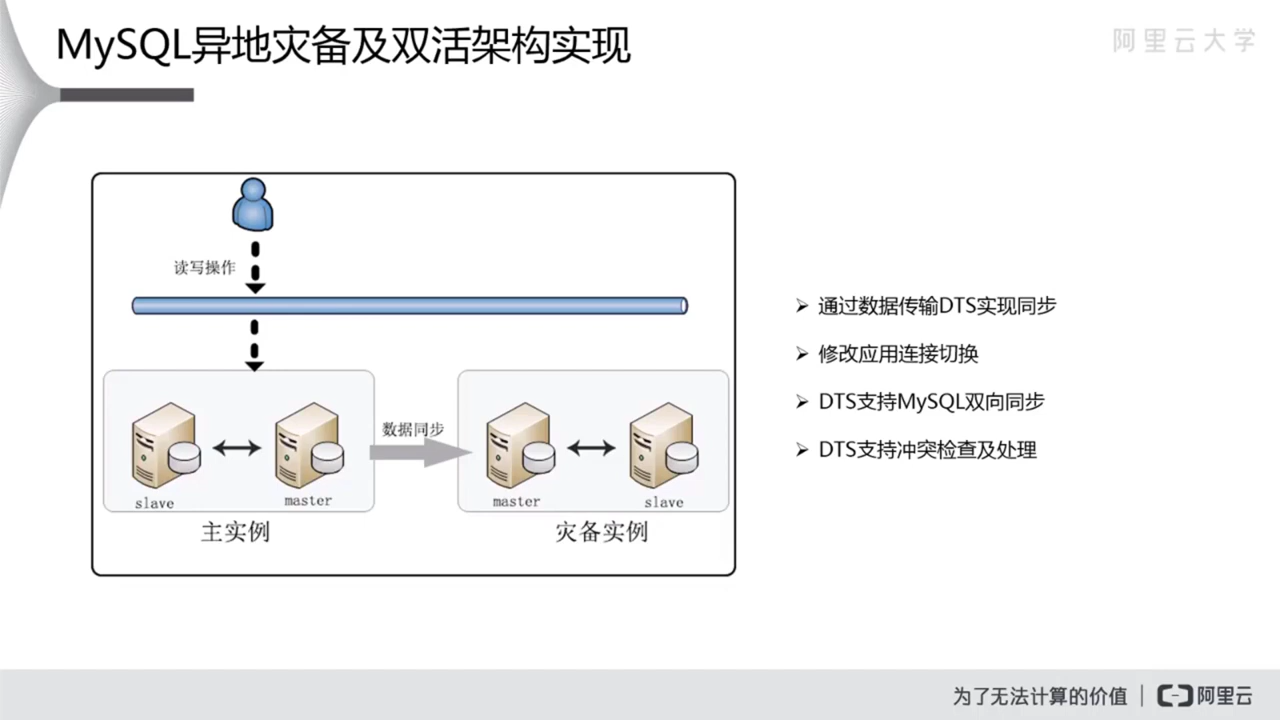 MySQL异地灾备及双活架构实现
阿里云大学
读写操作
数据同步
slave
master
master
slave
主实例
灾备实例
通过数据传输DTS实现同步
修改应用连接切换
DTS支持MySQL双向同步
DTS支持冲突检查及处理
为了无法计算的价值 | 阿里云